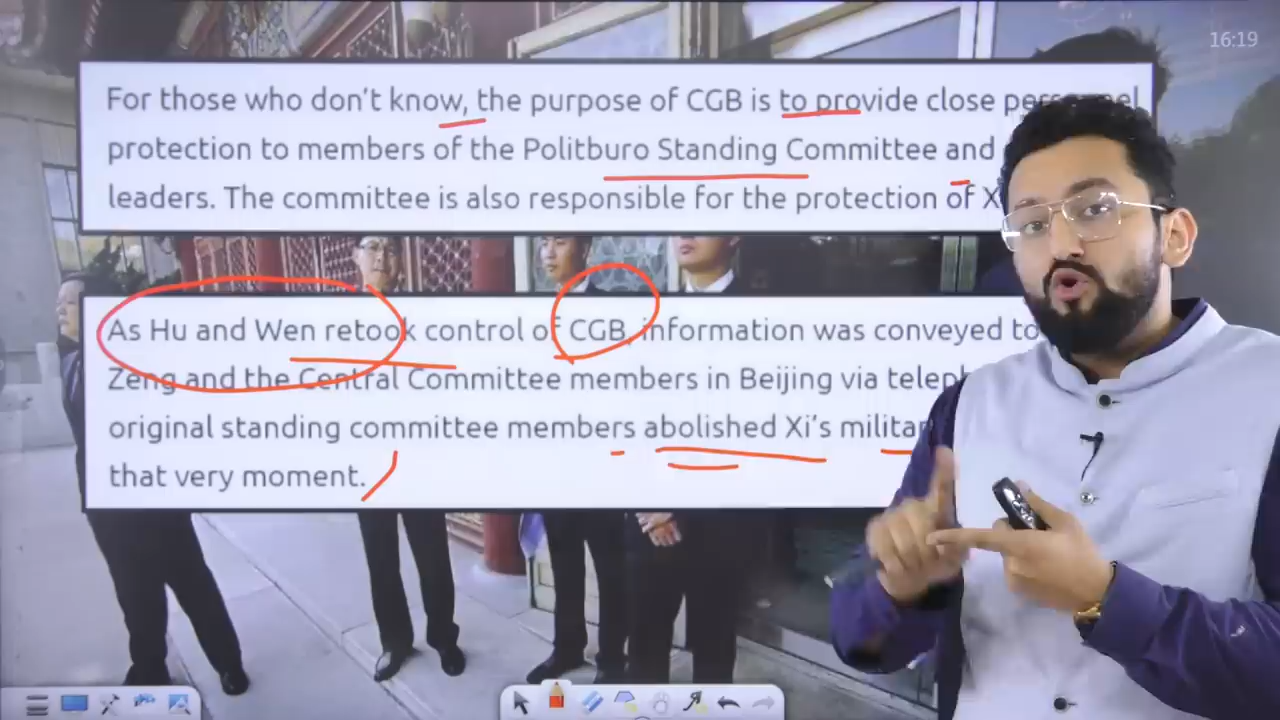 16:19
For those who don't know, the purpose of CGB is to provide close personnel
protection to members of the Politburo Standing Committee and
leaders. The committee is also responsible for the protection of
As Hu and Wen retook control of CGB, information was conveyed to
Zeng and the Central Committee members in Beijing via
original standing committee members abolished Xi's
that very moment.